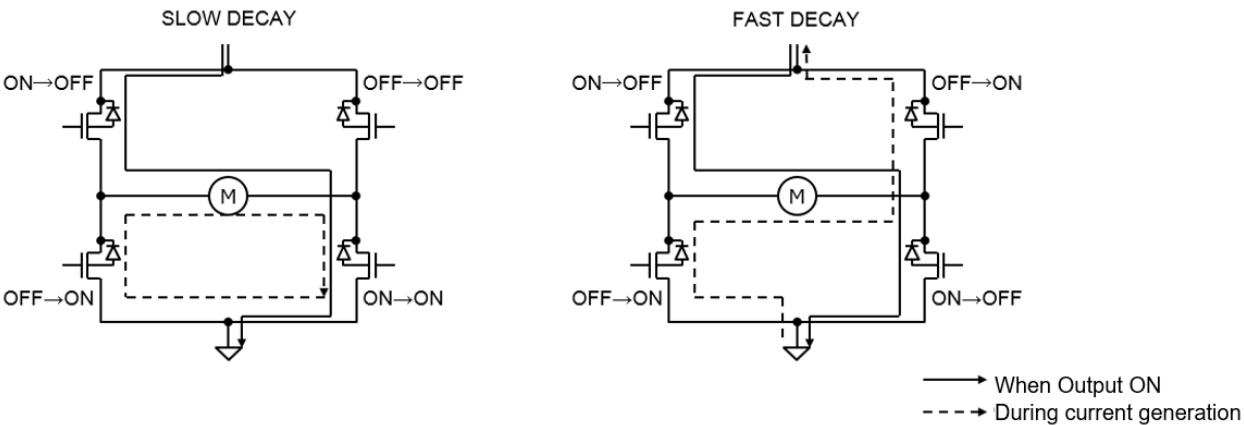 SLOW DECAY
FAST DECAY
ON→OFF
OFF→OFF
ON→OFF
OFF→ON
M
M
OFF→ON
ON→ON
OFF→ON
ON→OFF
When Output ON
During current generation